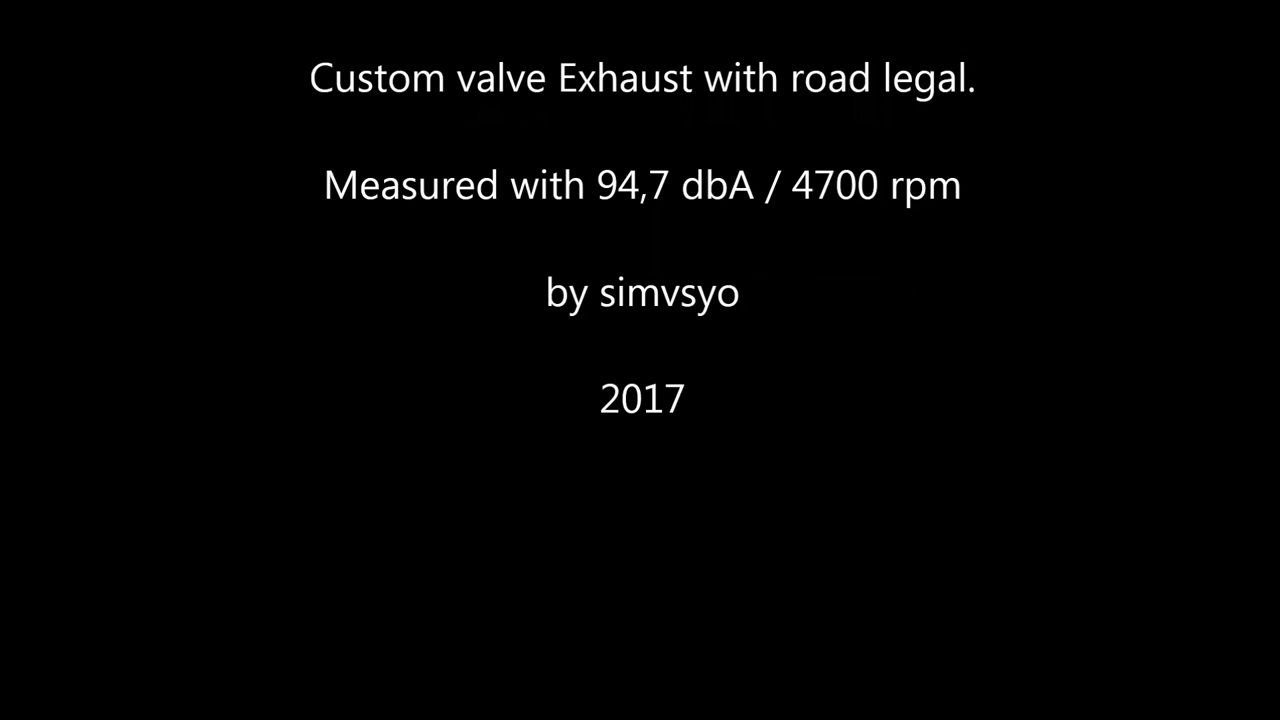 Custom valve Exhaust with road legal.
Measured with 94,7 dbA / 4700 rpm
by simvsyo
2017